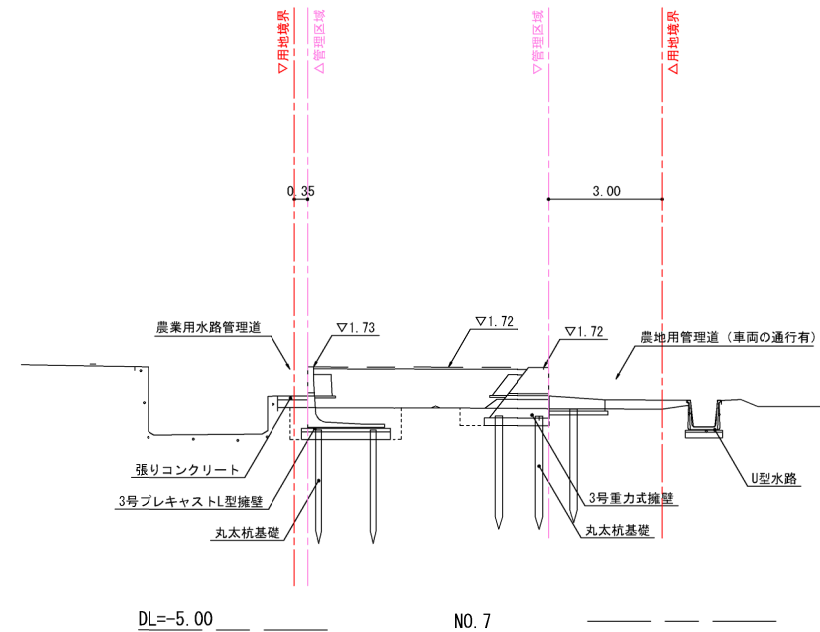 ▽用地境界
△管理区域
▽管理区域
△用地境界
0.35
3.00
農業用水路管理道
▽1.73
▽1.72
▽1.72
農地用管理道（車両の通行有）
張りコンクリート
3号プレキャストL型擁壁
丸太杭基礎
3号重力式擁壁
丸太杭基礎
U型水路
DL=-5.00
NO.7